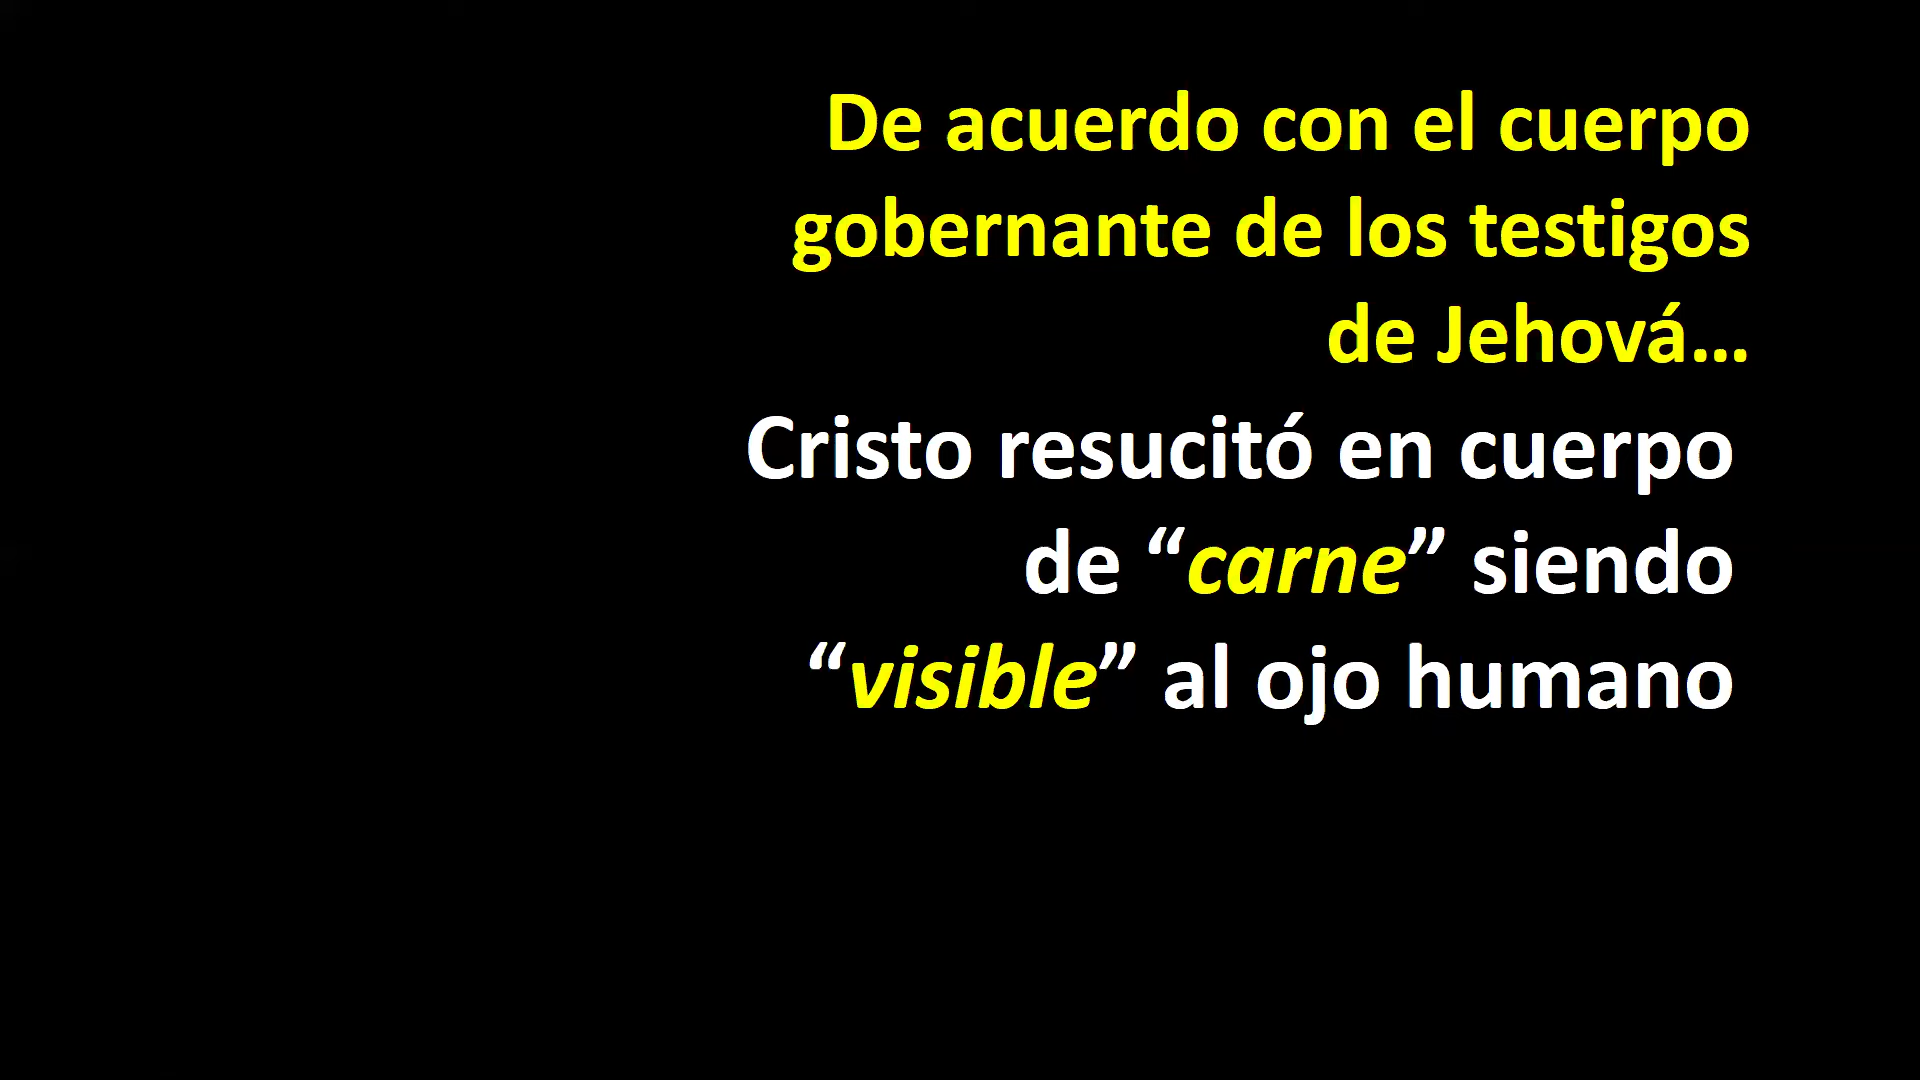 De acuerdo con el cuerpo
gobernante de los testigos
de Jehová...
Cristo resucitó en cuerpo
de “carne” siendo
“visible” al ojo humano